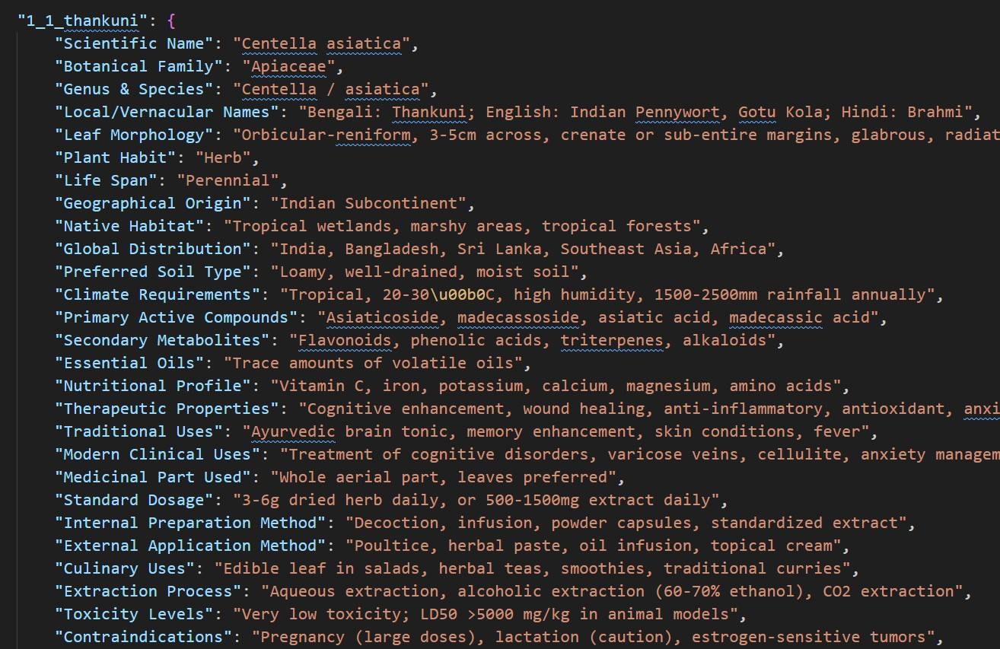 "1_1_thankuni": {
"Scientific Name": "Centella asiatica",
"Botanical Family": "Apiaceae",
"Genus & Species": "Centella / asiatica",
"Local/Vernacular Names": "Bengali: Thankuni; English: Indian Pennywort, Gotu Kola; Hindi: Brahmi",
"Leaf Morphology": "Orbicular-reniform, 3-5cm across, crenate or sub-entire margins, glabrous, radiat
"Plant Habit": "Herb",
"Life Span": "Perennial",
"Geographical Origin": "Indian Subcontinent",
"Native Habitat": "Tropical wetlands, marshy areas, tropical forests",
"Global Distribution": "India, Bangladesh, Sri Lanka, Southeast Asia, Africa",
"Preferred Soil Type": "Loamy, well-drained, moist soil",
"Climate Requirements": "Tropical, 20-30\u00b0C, high humidity, 1500-2500mm rainfall annually",
"Primary Active Compounds": "Asiaticoside, madecassoside, asiatic acid, madecassic acid",
"Secondary Metabolites": "Flavonoids, phenolic acids, triterpenes, alkaloids",
"Essential Oils": "Trace amounts of volatile oils",
"Nutritional Profile": "Vitamin C, iron, potassium, calcium, magnesium, amino acids",
"Therapeutic Properties": "Cognitive enhancement, wound healing, anti-inflammatory, antioxidant, anxi
"Traditional Uses": "Ayurvedic brain tonic, memory enhancement, skin conditions, fever",
"Modern Clinical Uses": "Treatment of cognitive disorders, varicose veins, cellulite, anxiety managem
"Medicinal Part Used": "Whole aerial part, leaves preferred",
"Standard Dosage": "3-6g dried herb daily, or 500-1500mg extract daily",
"Internal Preparation Method": "Decoction, infusion, powder capsules, standardized extract",
"External Application Method": "Poultice, herbal paste, oil infusion, topical cream",
"Culinary Uses": "Edible leaf in salads, herbal teas, smoothies, traditional curries",
"Extraction Process": "Aqueous extraction, alcoholic extraction (60-70% ethanol), CO2 extraction",
"Toxicity Levels": "Very low toxicity; LD50 >5000 mg/kg in animal models",
"Contraindications": "Pregnancy (large doses), lactation (caution), estrogen-sensitive tumors",